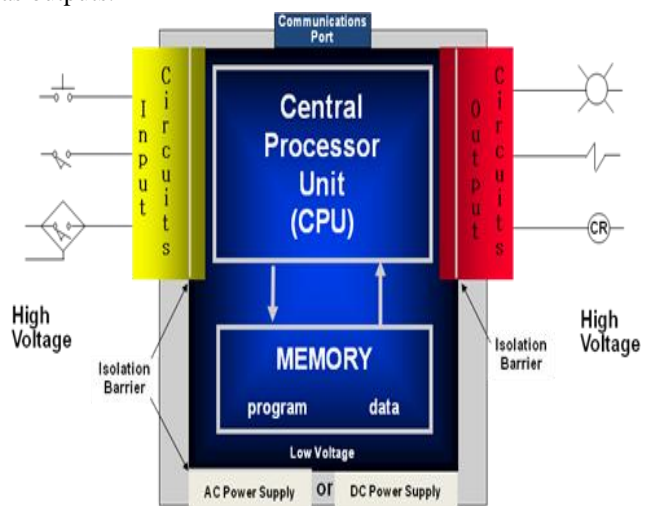 Communications
Port
Input
Circuits
Central
Processor
Unit
(CPU)
Output
Circuits
CR
High
Voltage
High
Voltage
Isolation
Barrier
MEMORY
program data
Isolation
Barrier
Low Voltage
AC Power Supply or DC Power Supply